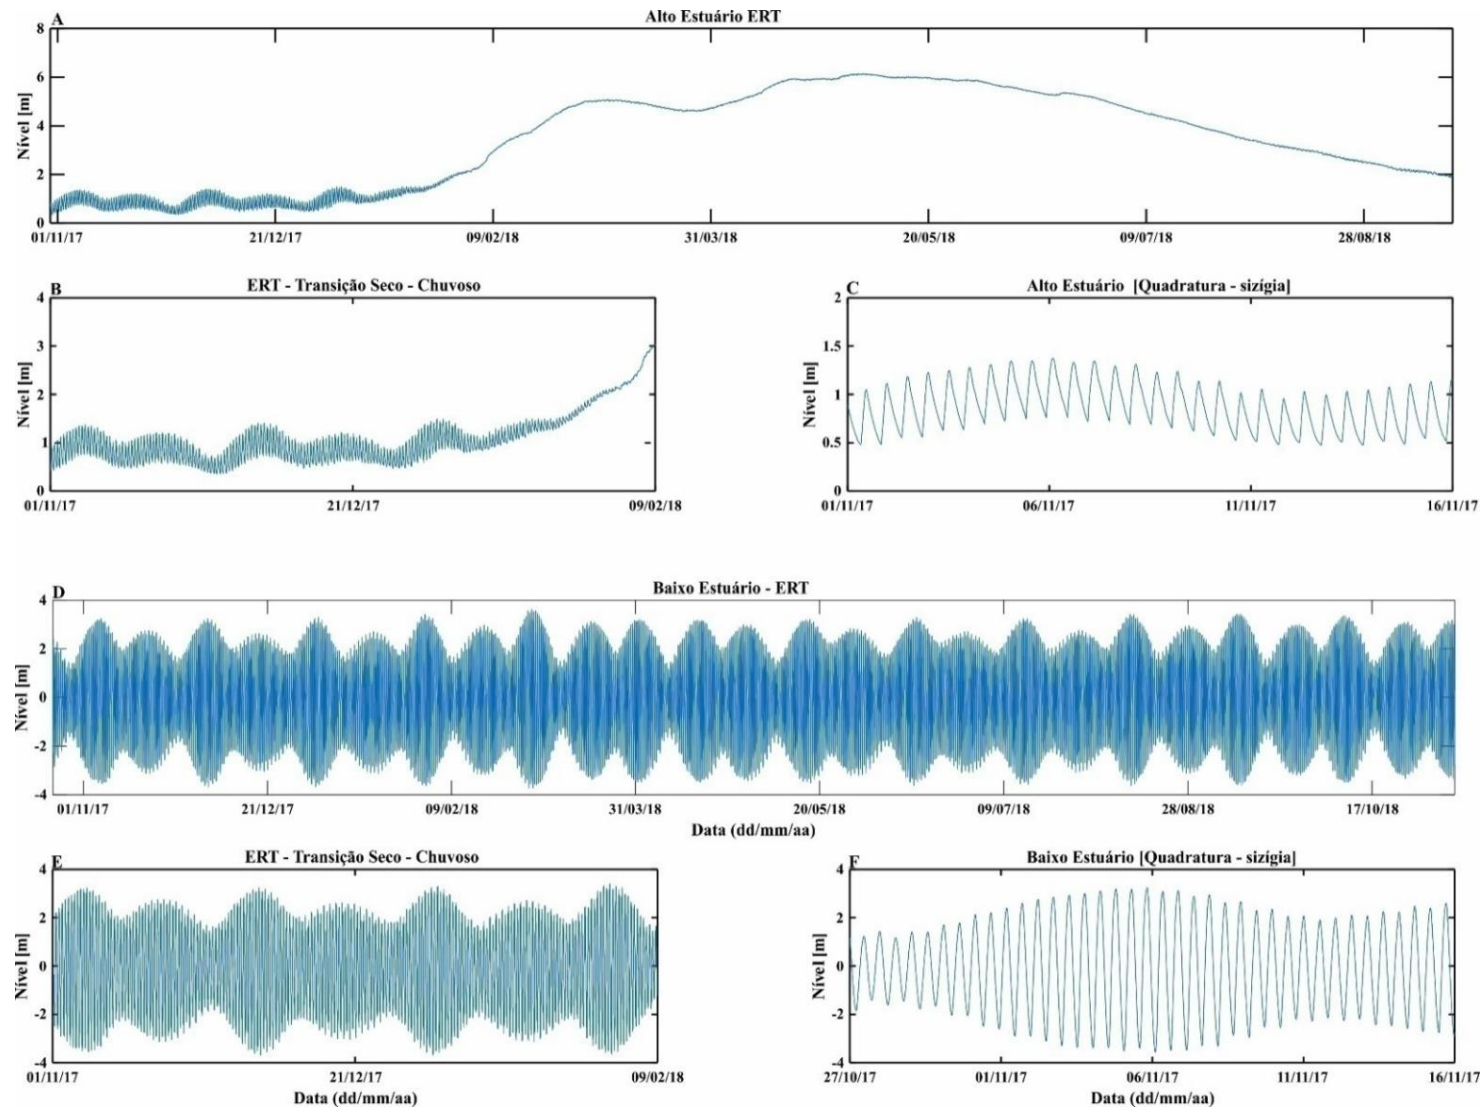 A
Alto Estuário ERT
8
6
4
2
0
Nível [m]
01/11/17 21/12/17 09/02/18 31/03/18 20/05/18 09/07/18 28/08/18
B
ERT - Transição Seco - Chuvoso
4
3
2
1
0
Nível [m]
01/11/17 21/12/17 09/02/18
C
Alto Estuário [Quadratura - sizígia]
2
1.5
1
0.5
0
Nível [m]
01/11/17 06/11/17 11/11/17 16/11/17
D
Baixo Estuário - ERT
4
2
0
-2
-4
Nível [m]
01/11/17 21/12/17 09/02/18 31/03/18 20/05/18 09/07/18 28/08/18 17/10/18
Data (dd/mm/aa)
E
ERT - Transição Seco - Chuvoso
4
2
0
-2
-4
Nível [m]
01/11/17 21/12/17 09/02/18
Data (dd/mm/aa)
F
Baixo Estuário [Quadratura - sizígia]
4
2
0
-2
-4
Nível [m]
27/10/17 01/11/17 06/11/17 11/11/17 16/11/17
Data (dd/mm/aa)